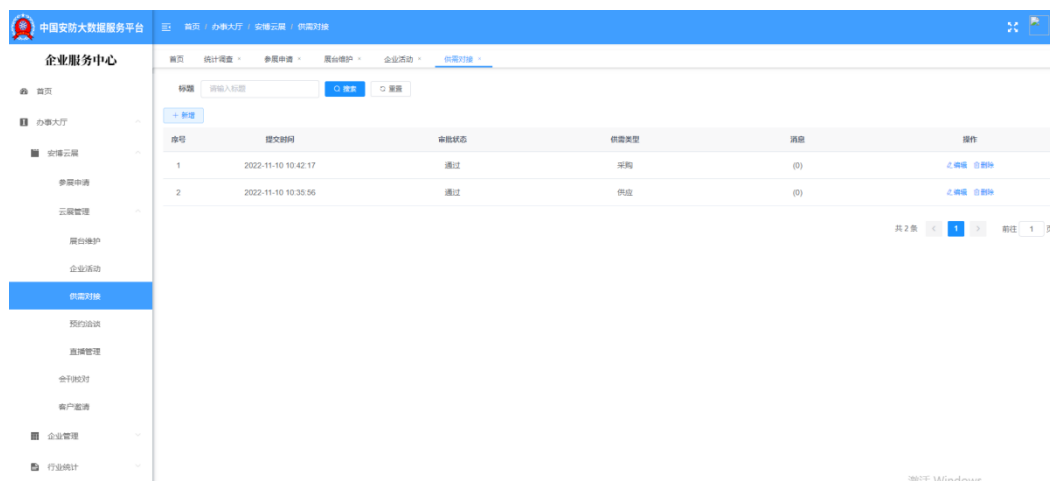 中国安防大数据服务平台 首页 / 办事大厅 / 安博云展 / 供需对接
企业服务中心
首页 统计调查 × 参展申请 × 展台维护 × 企业活动 × 供需对接 ×
首页
办事大厅
安博云展
参展申请
云展管理
展台维护
企业活动
供需对接
预约洽谈
直播管理
会刊校对
客户邀请
企业管理
行业统计
标题 请输入标题 搜索 重置
+ 新增
序号 提交时间 审批状态 供需类型 消息 操作
1 2022-11-10 10:42:17 通过 采购 (0) 编辑 删除
2 2022-11-10 10:35:56 通过 供应 (0) 编辑 删除
共 2 条 < 1 > 前往 1
激活 Windows